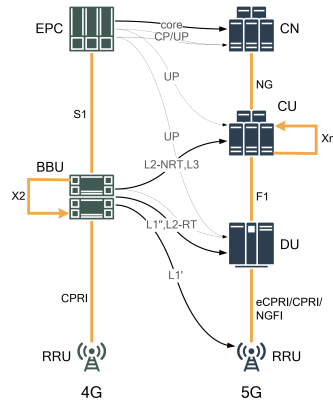 EPC
core
CP/UP
CN
UP
NG
S1
CU
Xn
UP
BBU
L2-NRT,L3
X2
F1
L1'',L2-RT
DU
L1'
CPRI
eCPRI/CPRI/
NGFI
RRU
RRU
4G
5G